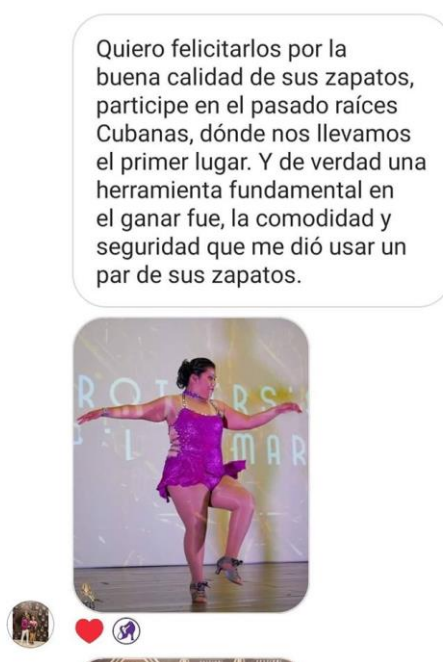 Quiero felicitarlos por la
buena calidad de sus zapatos,
participe en el pasado raíces
Cubanas, dónde nos llevamos
el primer lugar. Y de verdad una
herramienta fundamental en
el ganar fue, la comodidad y
seguridad que me dió usar un
par de sus zapatos.
MAR